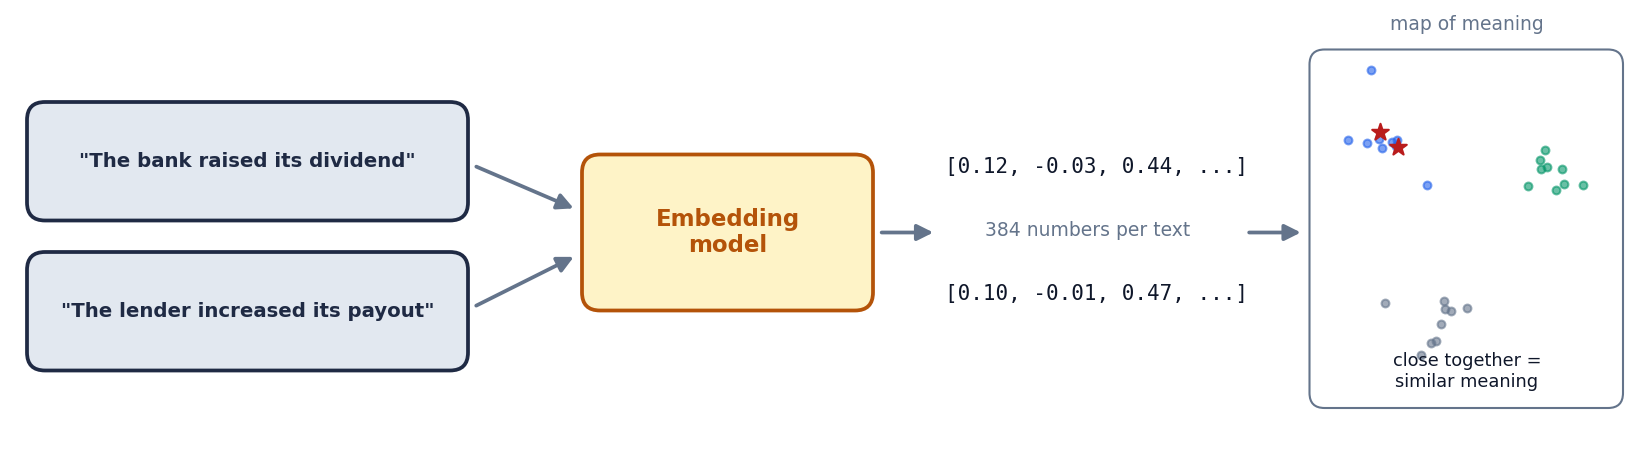 map of meaning
"The bank raised its dividend"
"The lender increased its payout"
Embedding
model
[0.12, -0.03, 0.44, ...]
384 numbers per text
[0.10, -0.01, 0.47, ...]
close together =
similar meaning